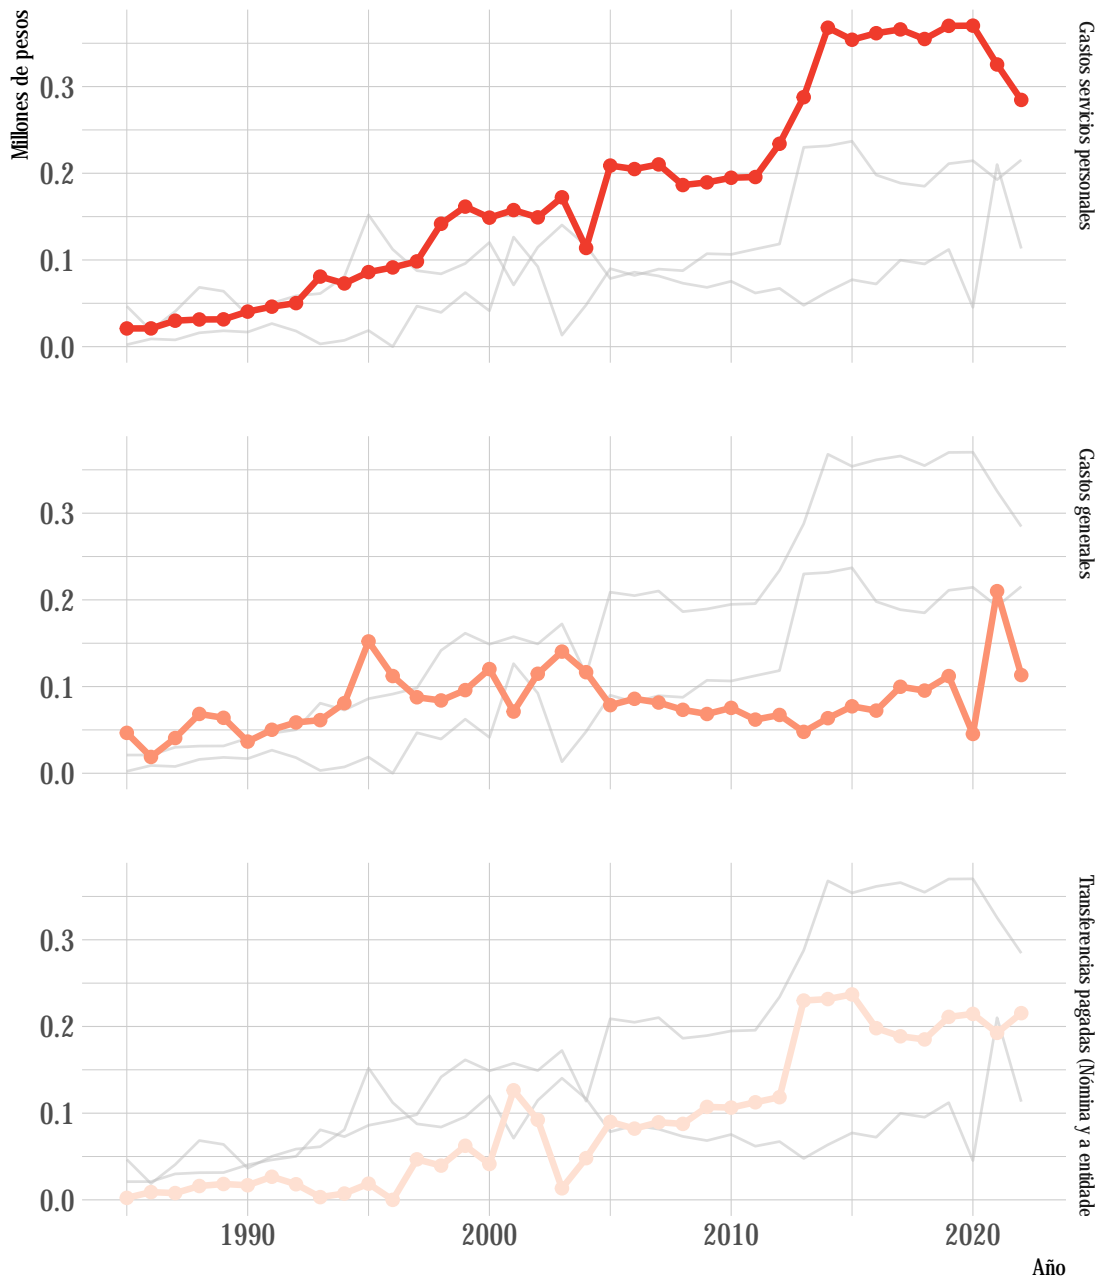 Millones de pesos
0.3
0.2
0.1
0.0
Gastos servicios personales
0.3
0.2
0.1
0.0
Gastos generales
0.3
0.2
0.1
0.0
Transferencias pagadas (Nómina y a entidade
1990 2000 2010 2020
Año